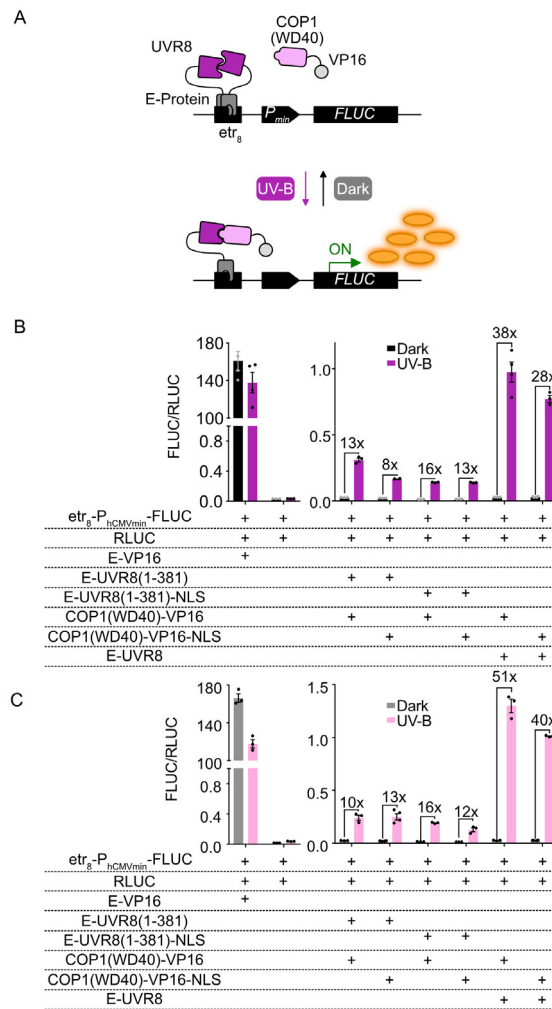 A
COP1
(WD40)
UVR8
VP16
E-Protein
Pmin
FLUC
etr8
UV-B
Dark
ON
FLUC
B
FLUC/RLUC
180
160
140
120
100
0.8
0.4
0.0
1.0
0.5
0.0
Dark
UV-B
13x
8x
16x
13x
38x
28x
etr8-PhCMVmin-FLUC + + + + + + + +
RLUC + + + + + + + +
E-VP16 +
E-UVR8(1-381) + +
E-UVR8(1-381)-NLS + +
COP1(WD40)-VP16 + + +
COP1(WD40)-VP16-NLS + + +
E-UVR8 + +
C
FLUC/RLUC
180
160
140
120
100
0.8
0.4
0.0
1.5
1.0
0.5
0.0
Dark
UV-B
10x
13x
16x
12x
51x
40x
etr8-PhCMVmin-FLUC + + + + + + + +
RLUC + + + + + + + +
E-VP16 +
E-UVR8(1-381) + +
E-UVR8(1-381)-NLS + +
COP1(WD40)-VP16 + + +
COP1(WD40)-VP16-NLS + + +
E-UVR8 + +